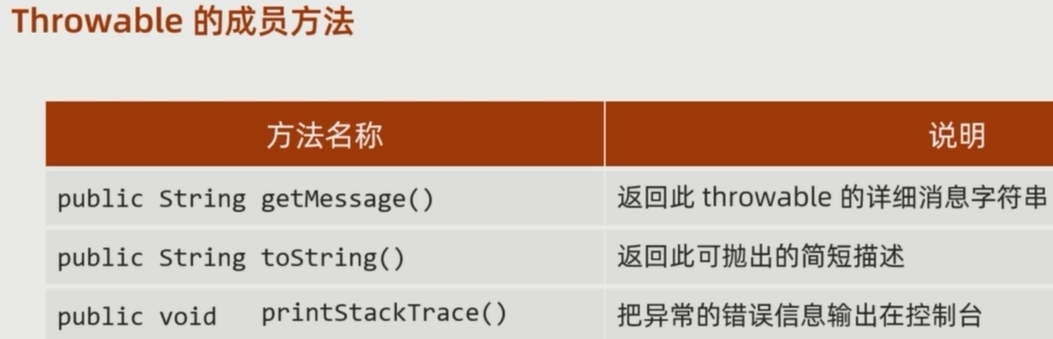 Throwable 的成员方法
方法名称 说明
public String getMessage() 返回此 throwable 的详细消息字符串
public String toString() 返回此可抛出的简短描述
public void printStackTrace() 把异常的错误信息输出在控制台